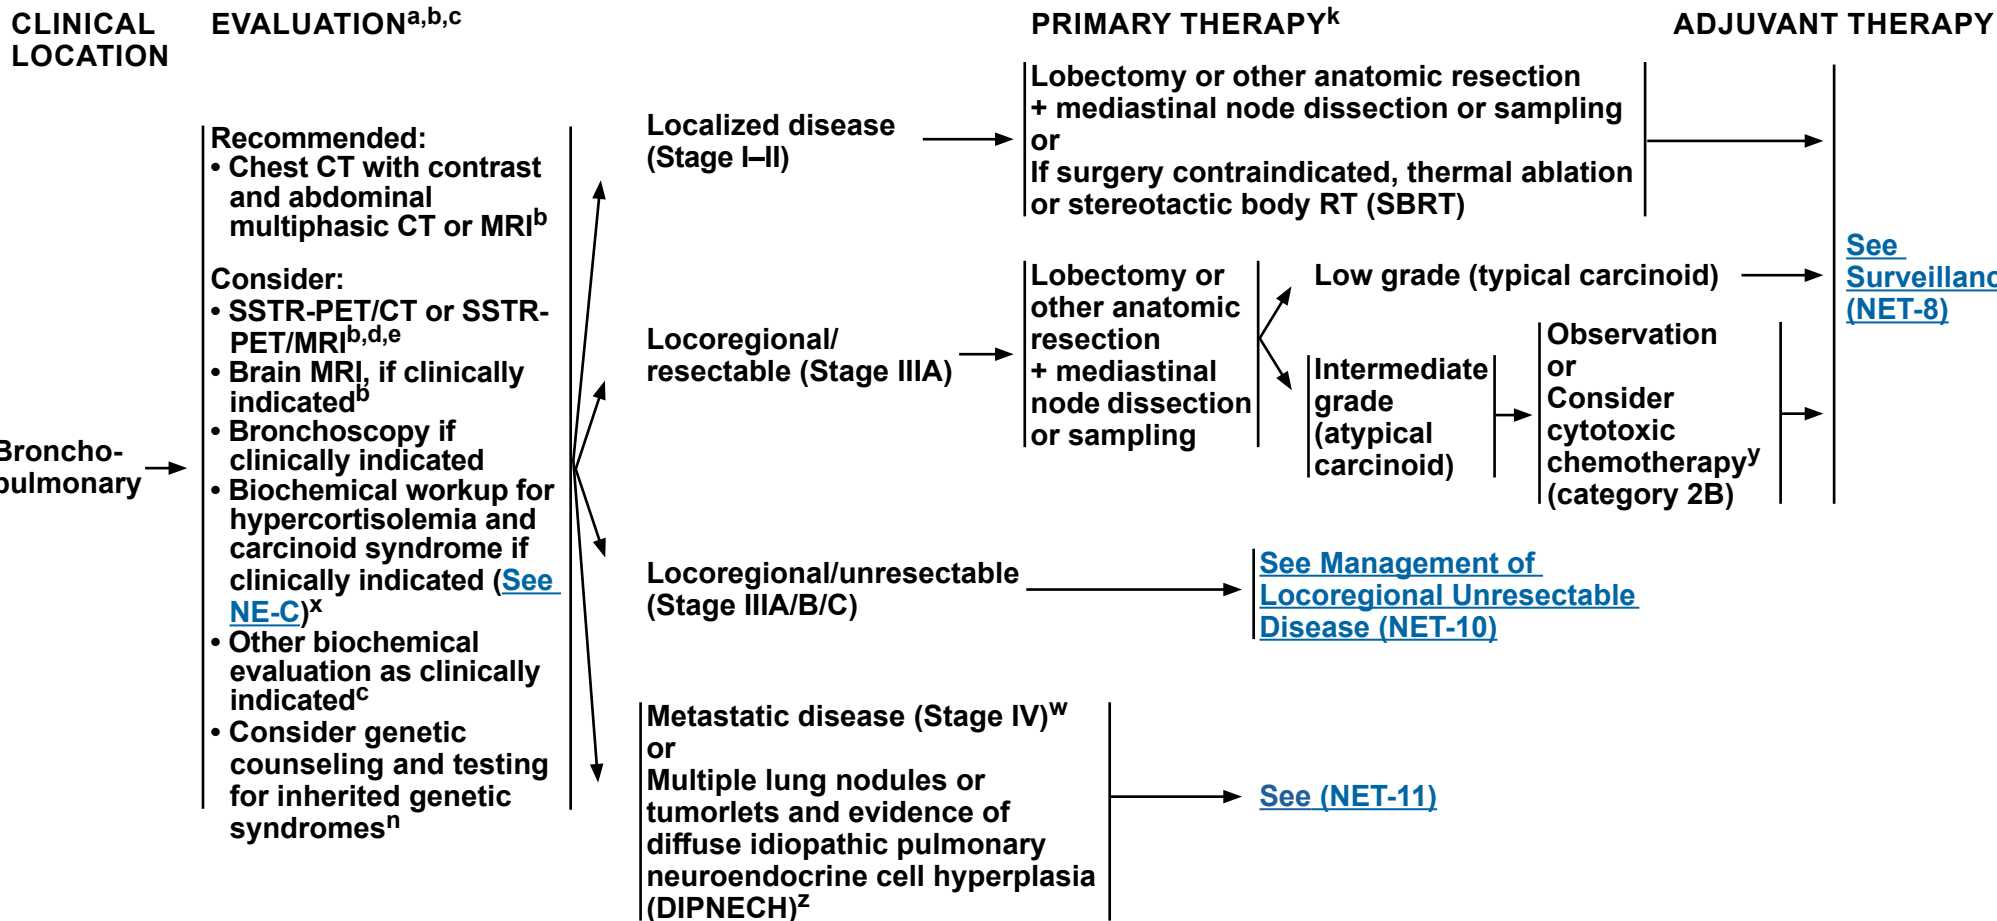 CLINICAL
LOCATION
EVALUATIONa,b,c
PRIMARY THERAPYk
ADJUVANT THERAPY
Broncho-
pulmonary
Recommended:
• Chest CT with contrast
and abdominal
multiphasic CT or MRIb
Consider:
• SSTR-PET/CT or SSTR-
PET/MRIb,d,e
• Brain MRI, if clinically
indicatedb
• Bronchoscopy if
clinically indicated
• Biochemical workup for
hypercortisolemia and
carcinoid syndrome if
clinically indicated (See
NE-C)x
• Other biochemical
evaluation as clinically
indicatedc
• Consider genetic
counseling and testing
for inherited genetic
syndromesn
Localized disease
(Stage I–II)
Lobectomy or other anatomic resection
+ mediastinal node dissection or sampling
or
If surgery contraindicated, thermal ablation
or stereotactic body RT (SBRT)
Locoregional/
resectable (Stage IIIA)
Lobectomy or
other anatomic
resection
+ mediastinal
node dissection
or sampling
Low grade (typical carcinoid)
Intermediate
grade
(atypical
carcinoid)
Observation
or
Consider
cytotoxic
chemotherapyy
(category 2B)
See
Surveillanc
(NET-8)
Locoregional/unresectable
(Stage IIIA/B/C)
See Management of
Locoregional Unresectable
Disease (NET-10)
Metastatic disease (Stage IV)w
or
Multiple lung nodules or
tumorlets and evidence of
diffuse idiopathic pulmonary
neuroendocrine cell hyperplasia
(DIPNECH)z
See (NET-11)